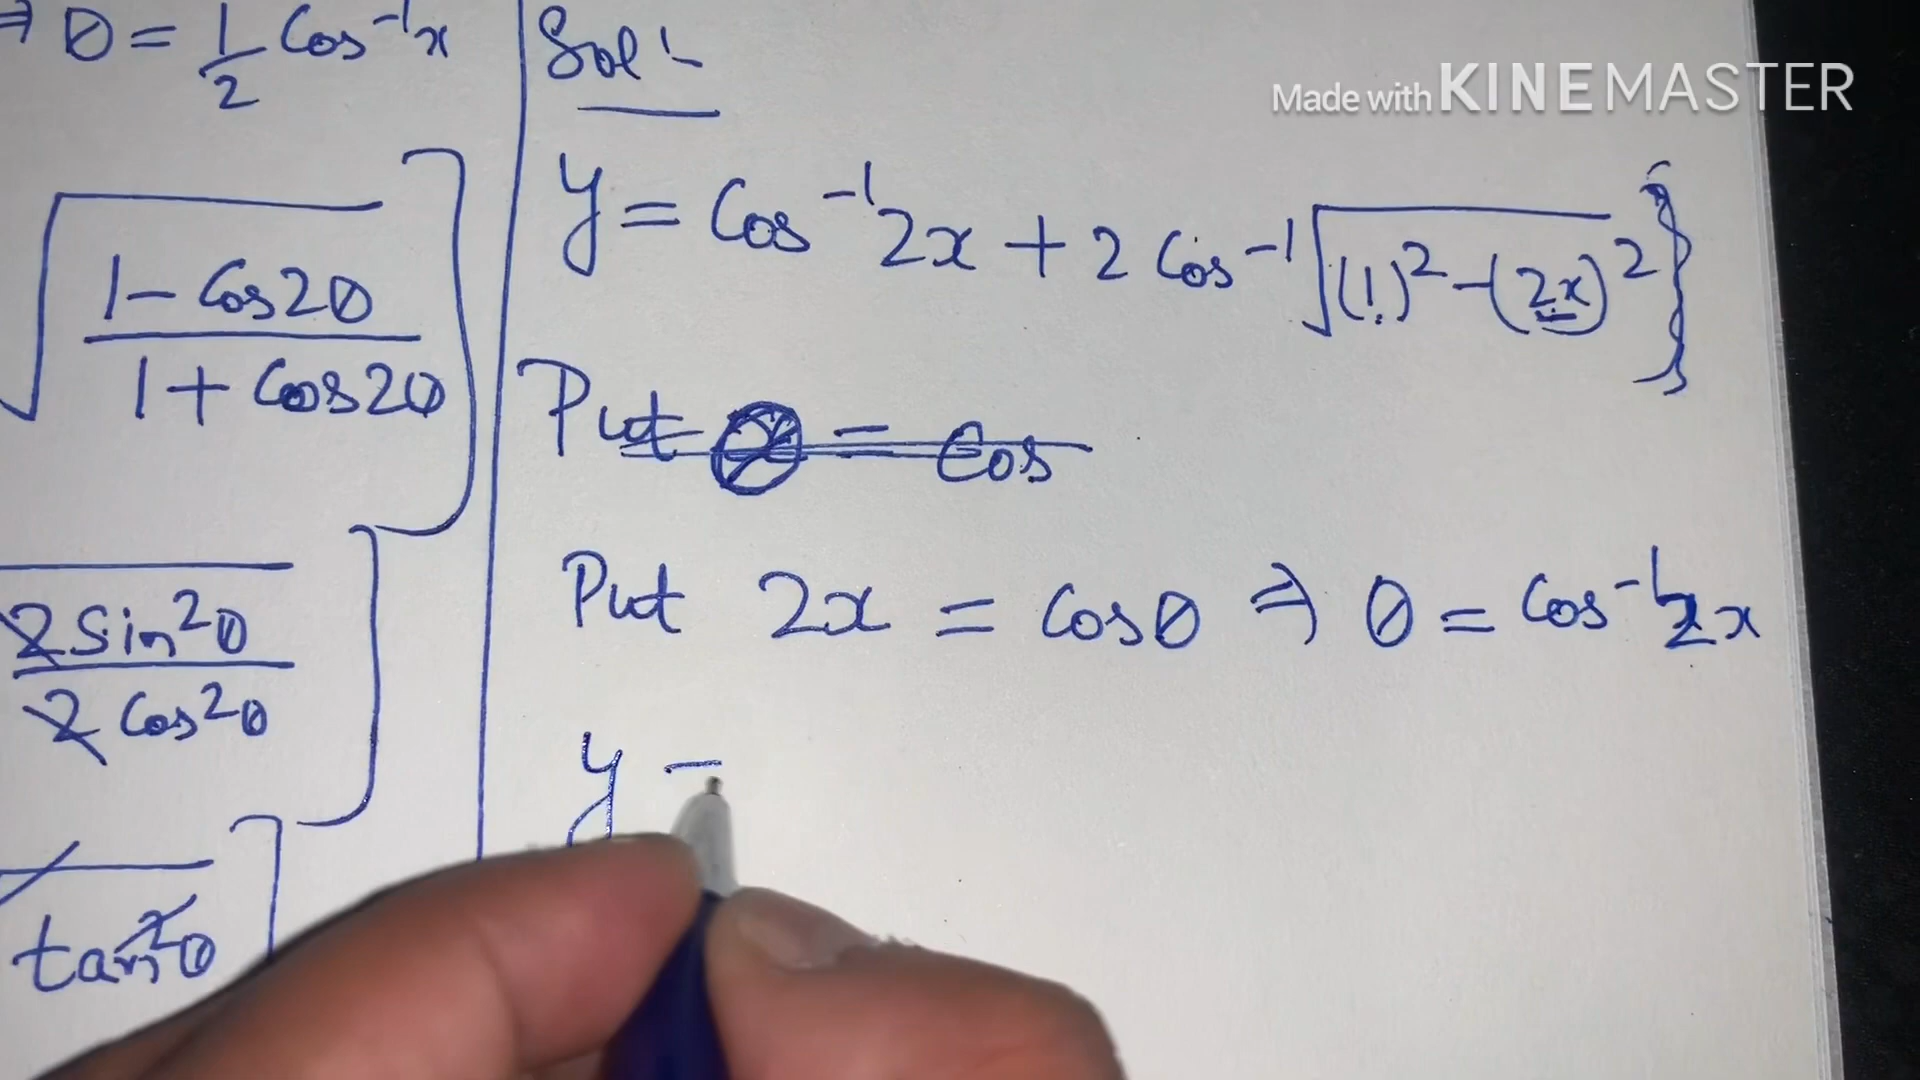 ⇒ θ = 1/2 Cos⁻¹x
√(1 - Cos2θ / 1 + Cos2θ)]
2Sin²θ / 2Cos²θ]
tan²θ]
Sol:-
y = Cos⁻¹2x + 2 Cos⁻¹√(1)² - (2x)²}
Put = Cos
Put 2x = Cosθ ⇒ θ = Cos⁻¹2x
y -
Made with KINEMASTER